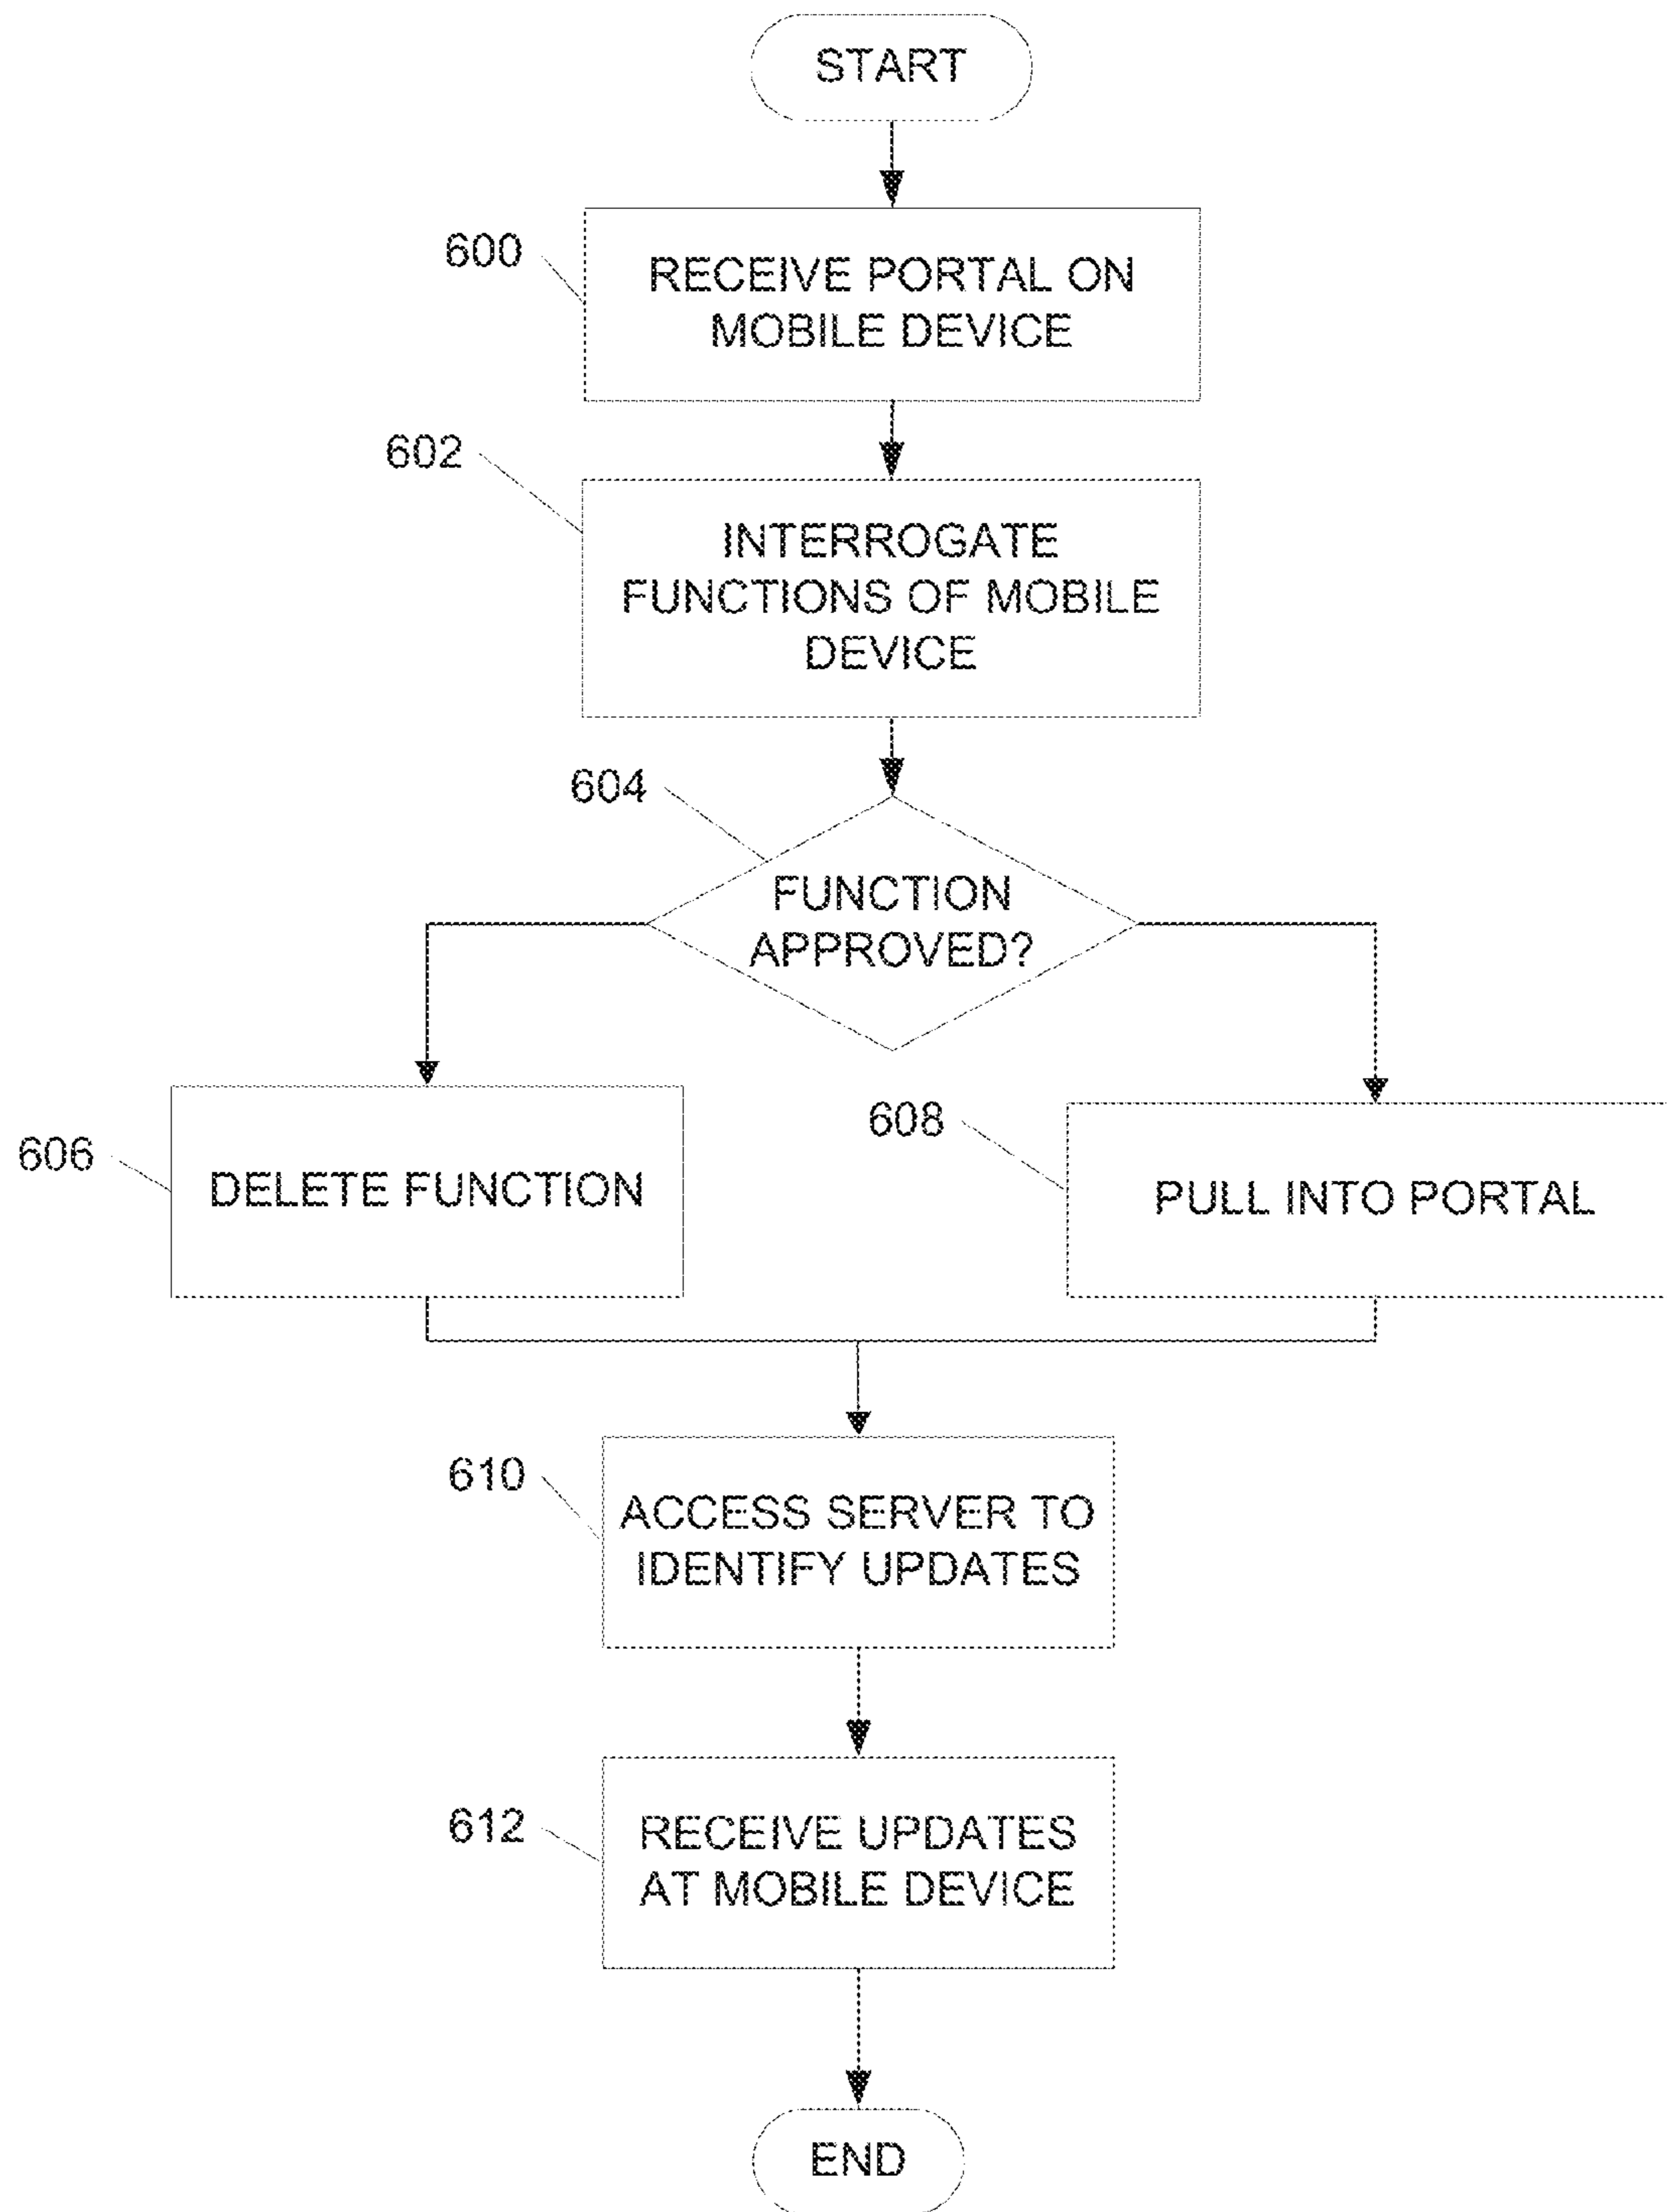 START
600
RECEIVE PORTAL ON
MOBILE DEVICE
602
INTERROGATE
FUNCTIONS OF MOBILE
DEVICE
604
FUNCTION
APPROVED?
606
DELETE FUNCTION
608
PULL INTO PORTAL
610
ACCESS SERVER TO
IDENTIFY UPDATES
612
RECEIVE UPDATES
AT MOBILE DEVICE
END